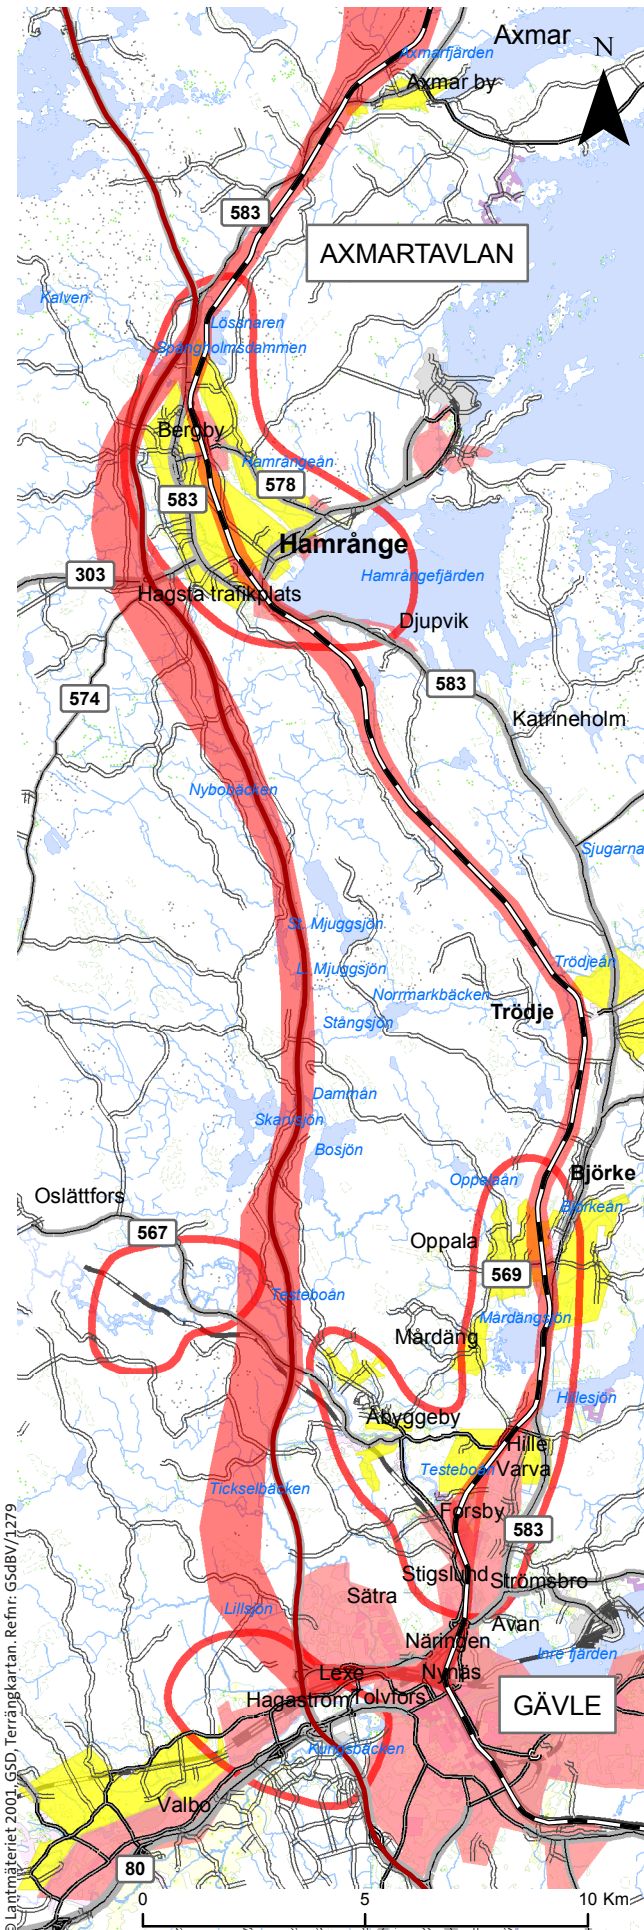 Axmar
N
Axmarfjärden
Axmar by
583
AXMARTAVLAN
Kalven
Lössnaren
Spångholmsdammen
Bergby
Hamrångeån
578
583
Hamrånge
303
Hamrångefjärden
Hagsta trafikplats
Djupvik
583
574
Katrineholm
Nybobäcken
Sjugarna
St. Mjuggsjön
Trödjeån
L. Mjuggsjön
Norrmarkbäcken
Trödje
Stångsjön
Dammån
Skarvsjön
Bosjön
Björke
Oppalaån
Oslättfors
Björkeån
567
Oppala
569
Testeboån
Mårdängsjön
Mårdäng
Hillesjön
Åbyggeby
Hille
Testeboån
Varva
Tickselbäcken
Forsby
583
Stigslund
Strömsbro
Sätra
Lillsjön
Avan
Näringen
Inre fjärden
Lexe
Nynäs
Hagaström
Tolvfors
GÄVLE
Kungsbäcken
Valbo
80
0
5
10 Km
© Lantmäteriet 2001, GSD, Terrängkartan. Refnr: GSdBV/1279